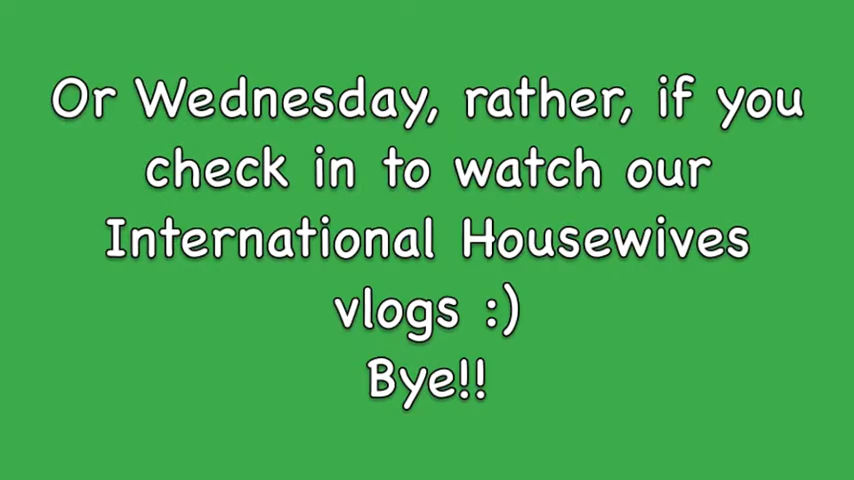 Or Wednesday, rather, if you
check in to watch our
International Housewives
vlogs :)
Bye!!